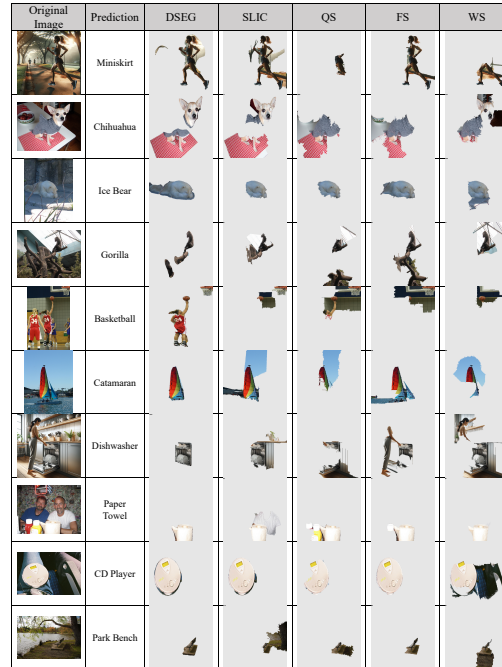 Original
Image
Prediction
DSEG
SLIC
QS
FS
WS
Miniskirt
Chihuahua
Ice Bear
Gorilla
Basketball
Catamaran
Dishwasher
Paper
Towel
CD Player
Park Bench